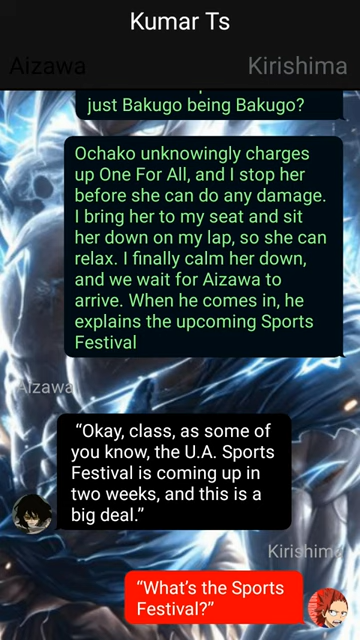 Kumar Ts
Aizawa
Kirishima
just Bakugo being Bakugo?
Ochako unknowingly charges
up One For All, and I stop her
before she can do any damage.
I bring her to my seat and sit
her down on my lap, so she can
relax. I finally calm her down,
and we wait for Aizawa to
arrive. When he comes in, he
explains the upcoming Sports
Festival
Aizawa
“Okay, class, as some of
you know, the U.A. Sports
Festival is coming up in
two weeks, and this is a
big deal.”
Kirishima
“What’s the Sports
Festival?”